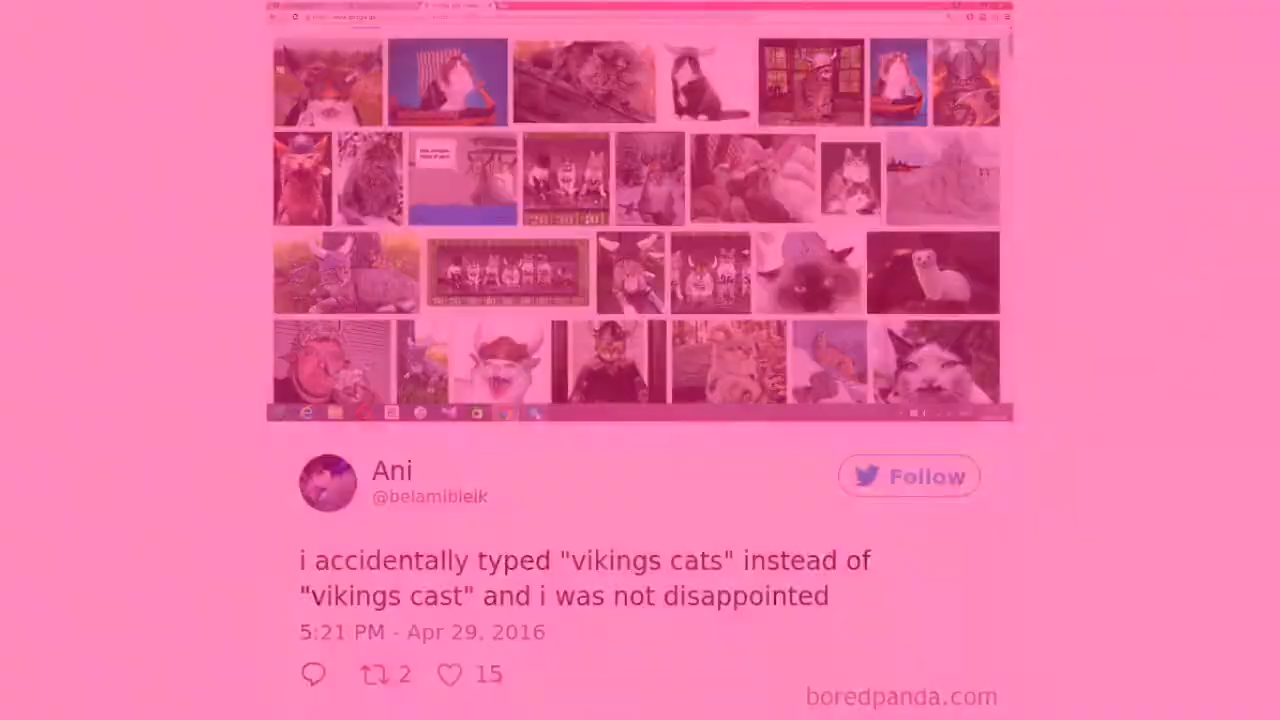 Ani
@belamibleik
Follow
i accidentally typed "vikings cats" instead of
"vikings cast" and i was not disappointed
5:21 PM - Apr 29, 2016
2
15
boredpanda.com